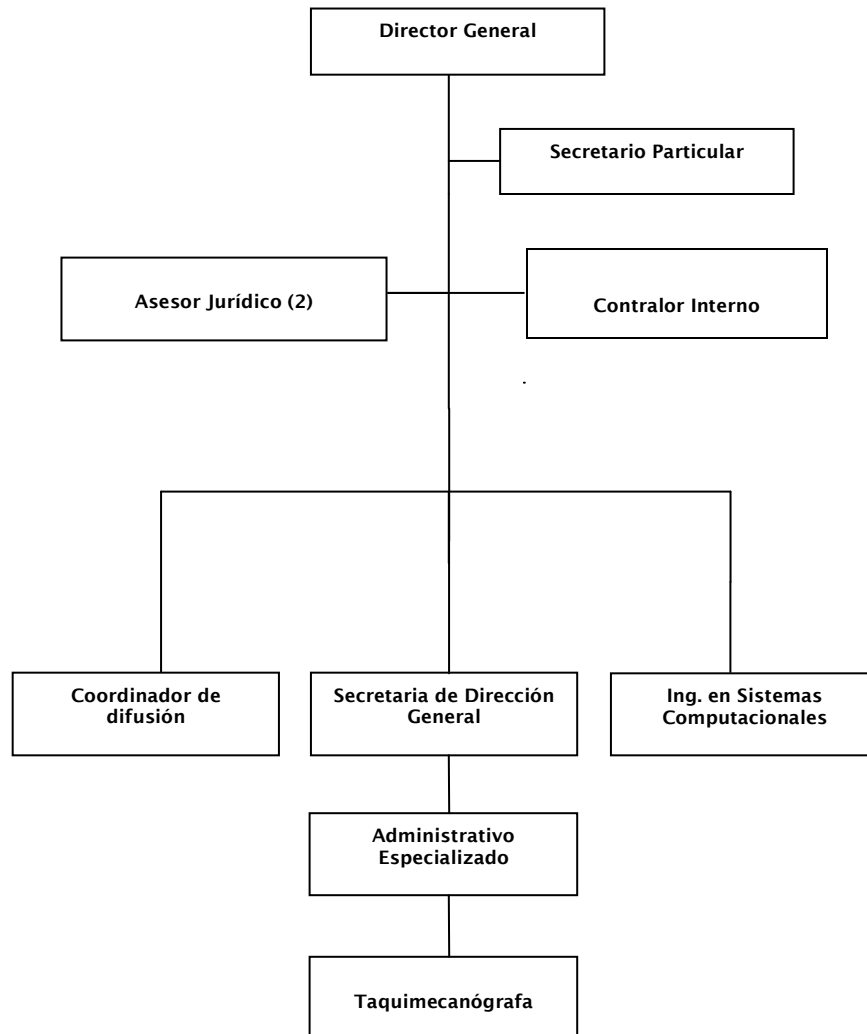 Director General
Secretario Particular
Asesor Jurídico (2)
Contralor Interno
.
Coordinador de
difusión
Secretaria de Dirección
General
Ing. en Sistemas
Computacionales
Administrativo
Especializado
Taquimecanógrafa